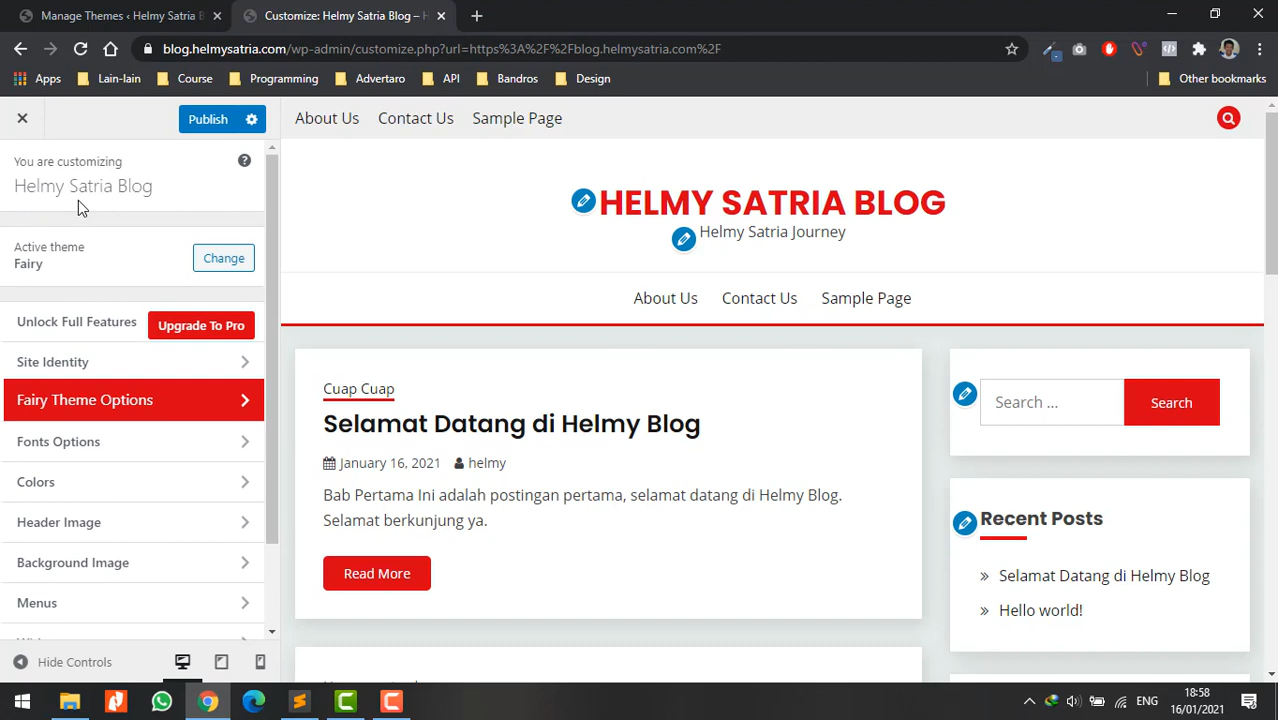 Manage Themes ‹ Helmy Satria B
Customize: Helmy Satria Blog – H
blog.helmysatria.com/wp-admin/customize.php?url=https%3A%2F%2Fblog.helmysatria.com%2F
Apps Lain-lain Course Programming Advertaro API Bandros Design Other bookmarks
Publish
You are customizing
Helmy Satria Blog
Active theme
Fairy
Change
Unlock Full Features
Upgrade To Pro
Site Identity
Fairy Theme Options
Fonts Options
Colors
Header Image
Background Image
Menus
Hide Controls
About Us Contact Us Sample Page
HELMY SATRIA BLOG
Helmy Satria Journey
About Us Contact Us Sample Page
Cuap Cuap
Selamat Datang di Helmy Blog
January 16, 2021 helmy
Bab Pertama Ini adalah postingan pertama, selamat datang di Helmy Blog.
Selamat berkunjung ya.
Read More
Search …
Search
Recent Posts
Selamat Datang di Helmy Blog
Hello world!
ENG
18:58
16/01/2021